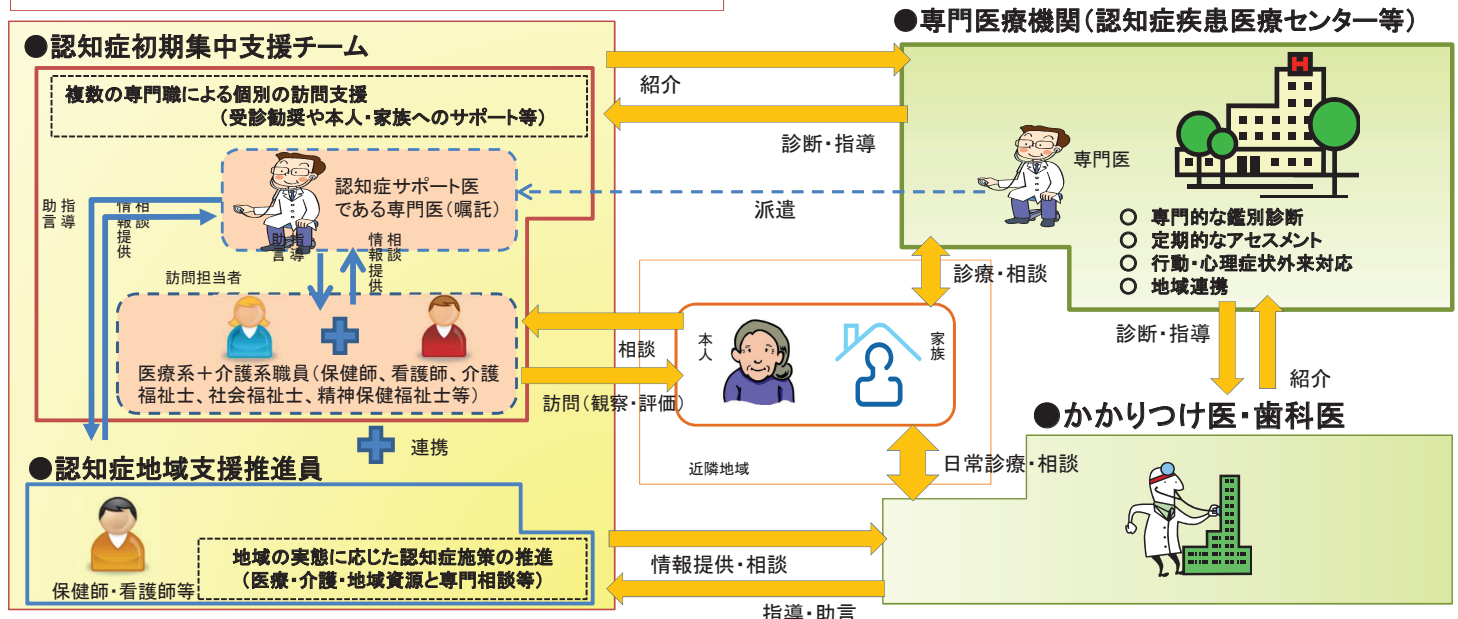 ●専門医療機関(認知症疾患医療センター等)
●認知症初期集中支援チーム
複数の専門職による個別の訪問支援
(受診勧奨や本人・家族へのサポート等)
紹介
診断・指導
専門医
認知症サポート医
である専門医(嘱託)
派遣
指導
助言
相談
情報提供
指導
助言
相談
情報提供
○ 専門的な鑑別診断
○ 定期的なアセスメント
○ 行動・心理症状外来対応
○ 地域連携
訪問担当者
診療・相談
本人
家族
相談
診断・指導
紹介
医療系+介護系職員(保健師、看護師、介護
福祉士、社会福祉士、精神保健福祉士等)
訪問(観察・評価)
●かかりつけ医・歯科医
連携
●認知症地域支援推進員
近隣地域
日常診療・相談
地域の実態に応じた認知症施策の推進
(医療・介護・地域資源と専門相談等)
保健師・看護師等
情報提供・相談
指導・助言
H